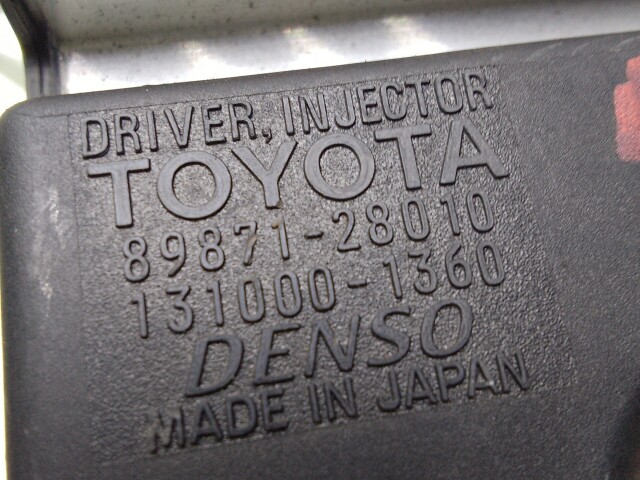 DRIVER, INJECTOR
TOYOTA
89871-28010
131000-1360
DENSO
MADE IN JAPAN